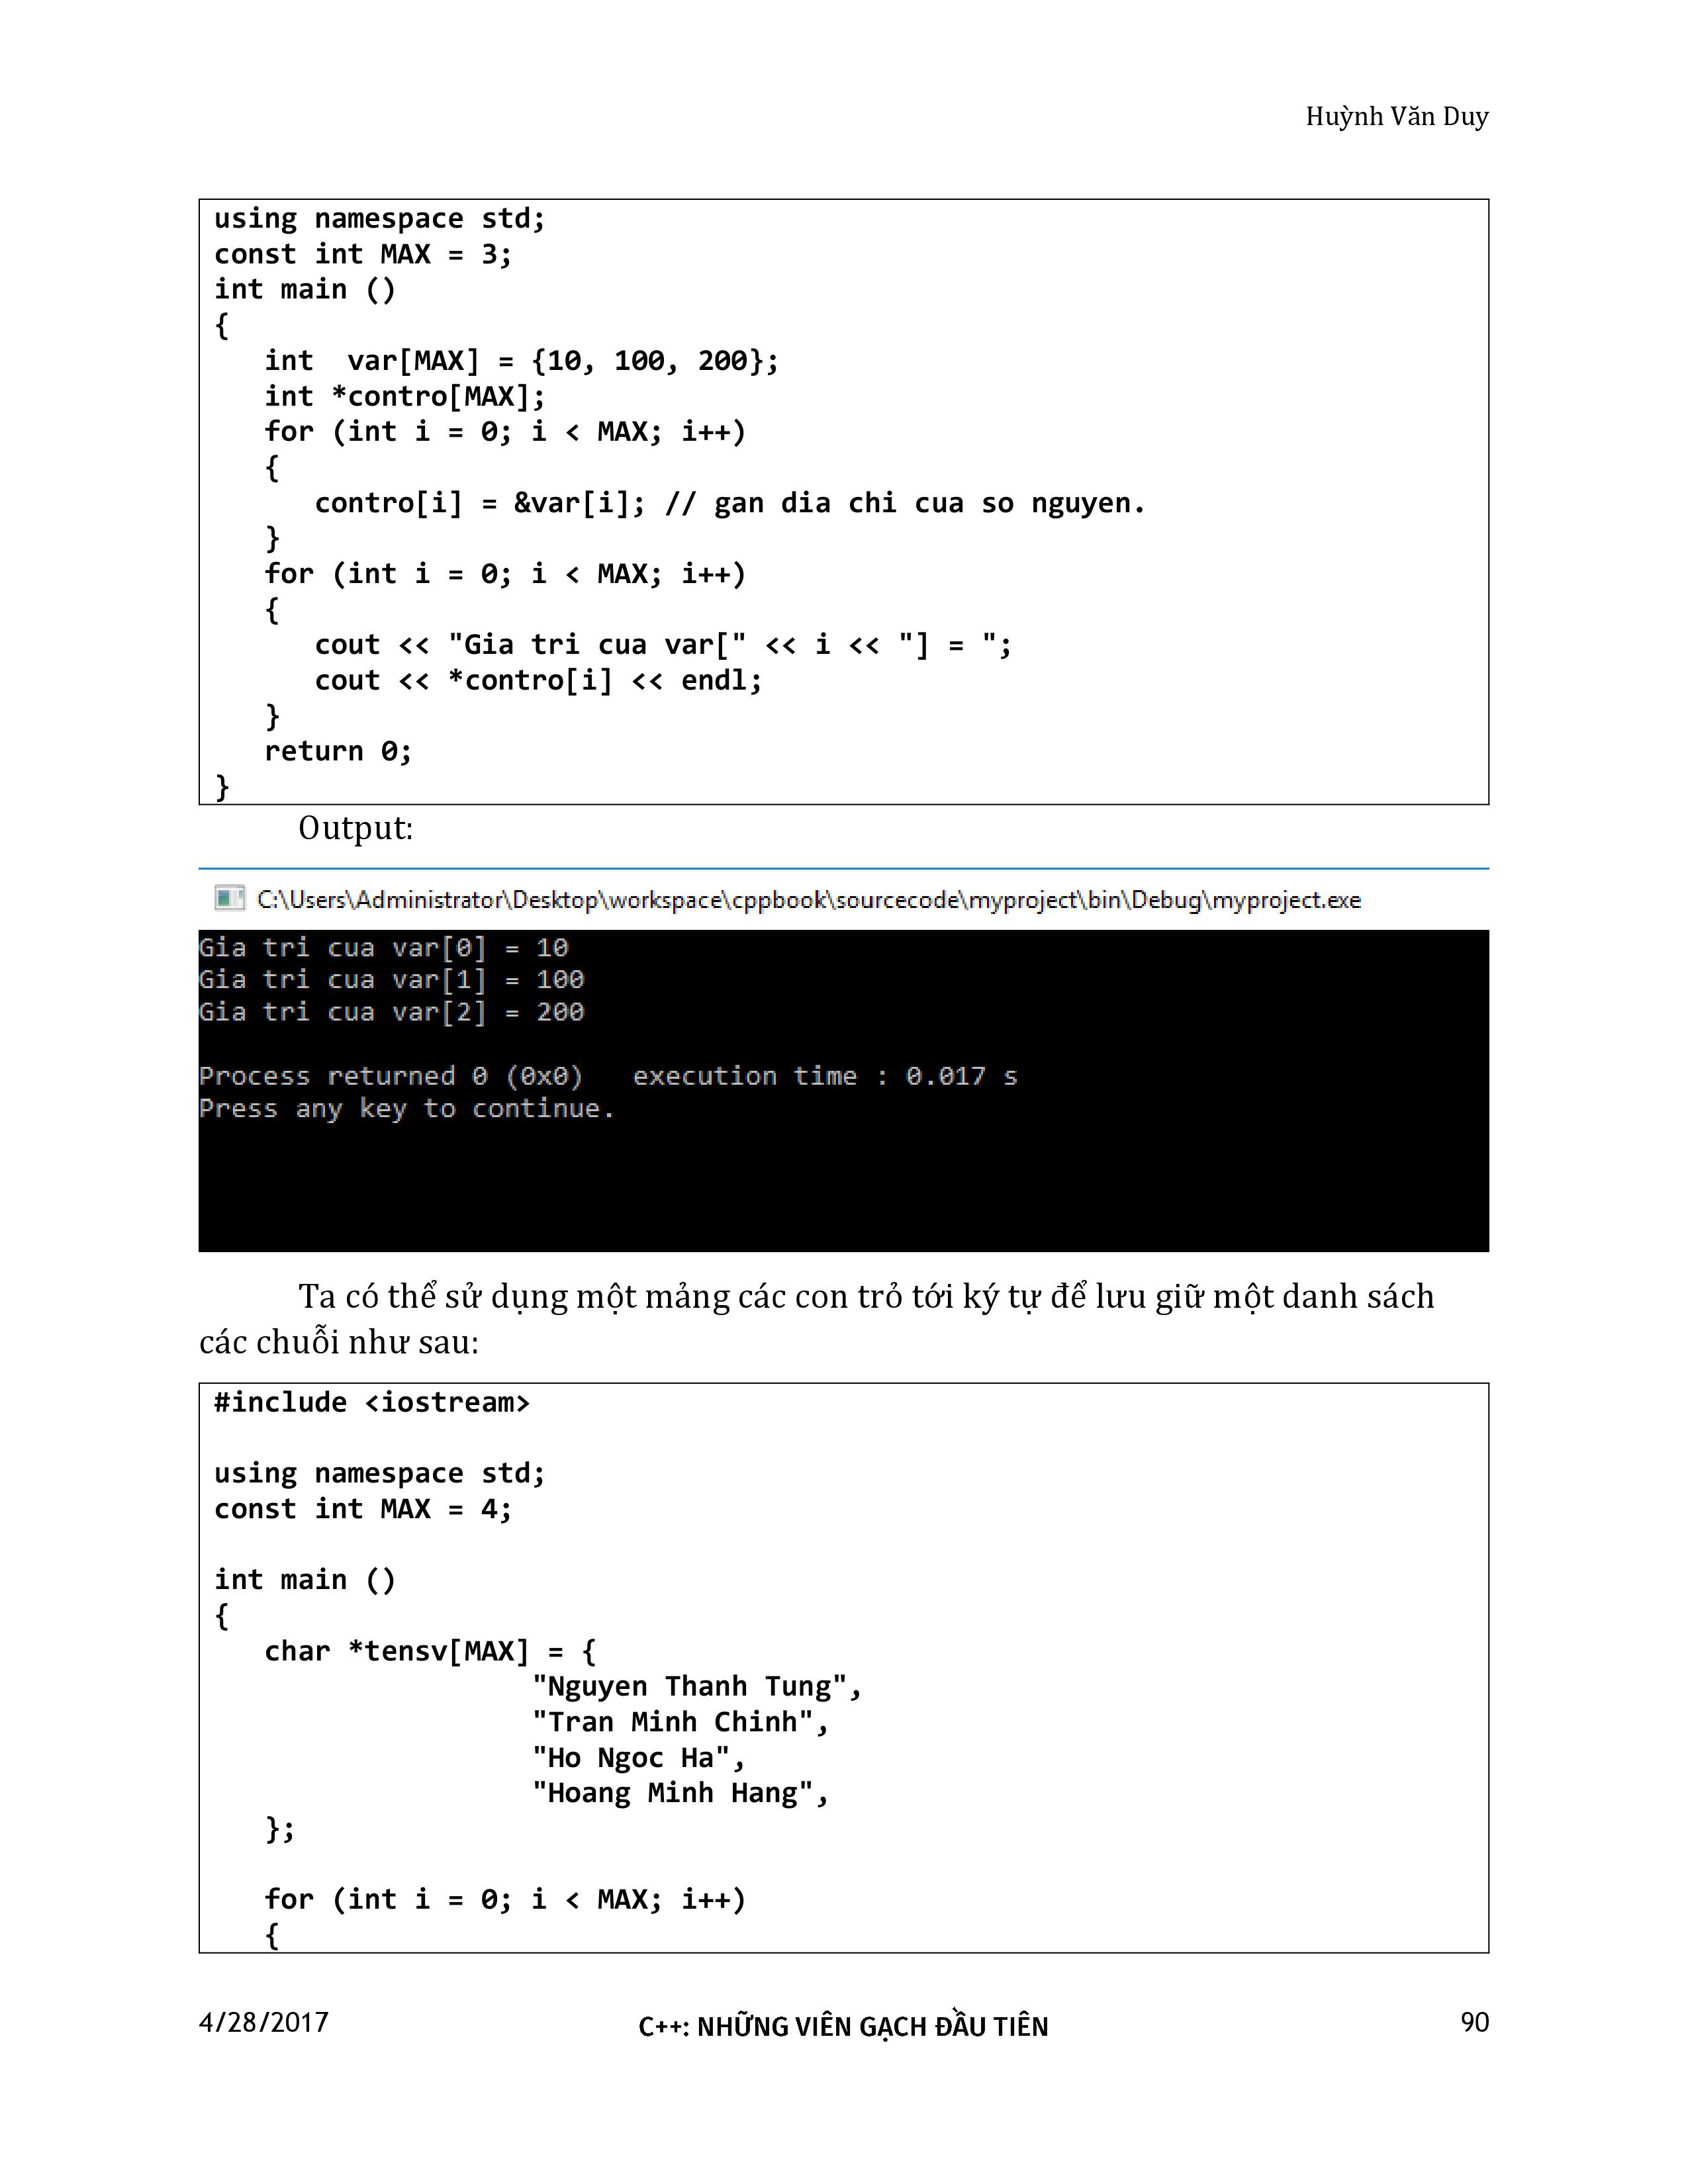 Huỳnh Văn Duy
using namespace std;
const int MAX = 3;
int main ()
{
   int  var[MAX] = {10, 100, 200};
   int *contro[MAX];
   for (int i = 0; i < MAX; i++)
   {
      contro[i] = &var[i]; // gan dia chi cua so nguyen.
   }
   for (int i = 0; i < MAX; i++)
   {
      cout << "Gia tri cua var[" << i << "] = ";
      cout << *contro[i] << endl;
   }
   return 0;
}
Output:
C:\Users\Administrator\Desktop\workspace\cppbook\sourcecode\myproject\bin\Debug\myproject.exe
Gia tri cua var[0] = 10
Gia tri cua var[1] = 100
Gia tri cua var[2] = 200
Process returned 0 (0x0)   execution time : 0.017 s
Press any key to continue.
Ta có thể sử dụng một mảng các con trỏ tới ký tự để lưu giữ một danh sách
các chuỗi như sau:
#include <iostream>
using namespace std;
const int MAX = 4;
int main ()
{
   char *tensv[MAX] = {
                   "Nguyen Thanh Tung",
                   "Tran Minh Chinh",
                   "Ho Ngoc Ha",
                   "Hoang Minh Hang",
   };
   for (int i = 0; i < MAX; i++)
   {
4/28/2017 C++: NHỮNG VIÊN GẠCH ĐẦU TIÊN 90